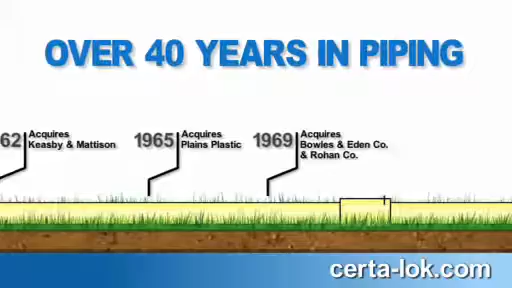 OVER 40 YEARS IN PIPING
62 Acquires
Keasby & Mattison
1965 Acquires
Plains Plastic
1969 Acquires
Bowles & Eden Co.
& Rohan Co.
certa-lok.com